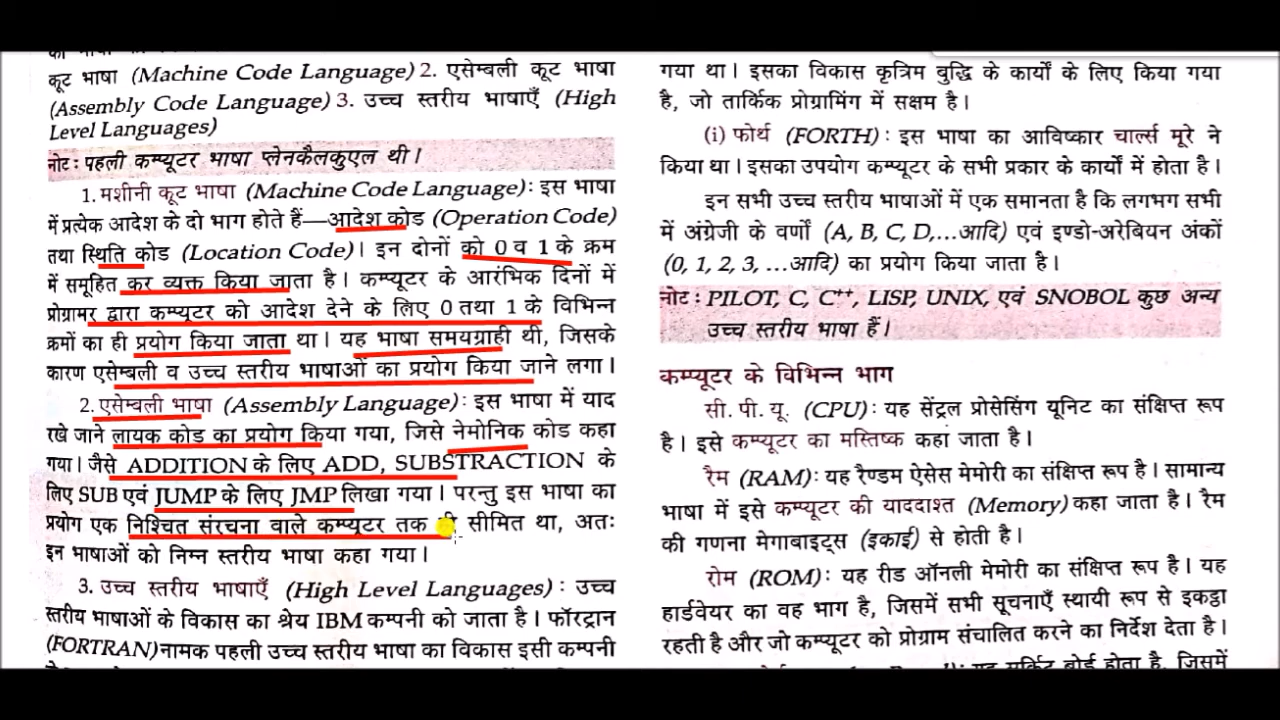 कूट भाषा (Machine Code Language) 2. एसेम्बली कूट भाषा
(Assembly Code Language) 3. उच्च स्तरीय भाषाएँ (High
Level Languages)
नोट : पहली कम्प्यूटर भाषा प्लेनकैलकुएल थी।
1. मशीनी कूट भाषा (Machine Code Language) : इस भाषा
में प्रत्येक आदेश के दो भाग होते हैं—आदेश कोड (Operation Code)
तथा स्थिति कोड (Location Code)। इन दोनों को 0 व 1 के क्रम
में समूहित कर व्यक्त किया जाता है। कम्प्यूटर के आरंभिक दिनों में
प्रोग्रामर द्वारा कम्प्यूटर को आदेश देने के लिए 0 तथा 1 के विभिन्न
क्रमों का ही प्रयोग किया जाता था। यह भाषा समयग्राही थी, जिसके
कारण एसेम्बली व उच्च स्तरीय भाषाओं का प्रयोग किया जाने लगा।
2. एसेम्बली भाषा (Assembly Language) : इस भाषा में याद
रखे जाने लायक कोड का प्रयोग किया गया, जिसे नेमोनिक कोड कहा
गया। जैसे ADDITION के लिए ADD, SUBSTRACTION के
लिए SUB एवं JUMP के लिए JMP लिखा गया। परन्तु इस भाषा का
प्रयोग एक निश्चित संरचना वाले कम्प्यूटर तक सीमित था, अतः
इन भाषाओं को निम्न स्तरीय भाषा कहा गया।
3. उच्च स्तरीय भाषाएँ (High Level Languages) : उच्च
स्तरीय भाषाओं के विकास का श्रेय IBM कम्पनी को जाता है। फॉरट्रान
(FORTRAN) नामक पहली उच्च स्तरीय भाषा का विकास इसी कम्पनी
गया था। इसका विकास कृत्रिम बुद्धि के कार्यों के लिए किया गया
है, जो तार्किक प्रोग्रामिंग में सक्षम है।
(i) फोर्थ (FORTH) : इस भाषा का आविष्कार चार्ल्स मूरे ने
किया था। इसका उपयोग कम्प्यूटर के सभी प्रकार के कार्यों में होता है।
इन सभी उच्च स्तरीय भाषाओं में एक समानता है कि लगभग सभी
में अंग्रेजी के वर्णों (A, B, C, D,...आदि) एवं इण्डो-अरेबियन अंकों
(0, 1, 2, 3, ...आदि) का प्रयोग किया जाता है।
नोट : PILOT, C, C⁺⁺, LISP, UNIX, एवं SNOBOL कुछ अन्य
उच्च स्तरीय भाषा हैं।
कम्प्यूटर के विभिन्न भाग
सी. पी. यू. (CPU) : यह सेंट्रल प्रोसेसिंग यूनिट का संक्षिप्त रूप
है। इसे कम्प्यूटर का मस्तिष्क कहा जाता है।
रैम (RAM) : यह रैण्डम ऐसेस मेमोरी का संक्षिप्त रूप है। सामान्य
भाषा में इसे कम्प्यूटर की याददाश्त (Memory) कहा जाता है। रैम
की गणना मेगाबाइट्स (इकाई) से होती है।
रोम (ROM) : यह रीड ऑनली मेमोरी का संक्षिप्त रूप है। यह
हार्डवेयर का वह भाग है, जिसमें सभी सूचनाएँ स्थायी रूप से इकट्ठा
रहती है और जो कम्प्यूटर को प्रोग्राम संचालित करने का निर्देश देता है।
यह सर्किट बोर्ड होता है, जिसमें